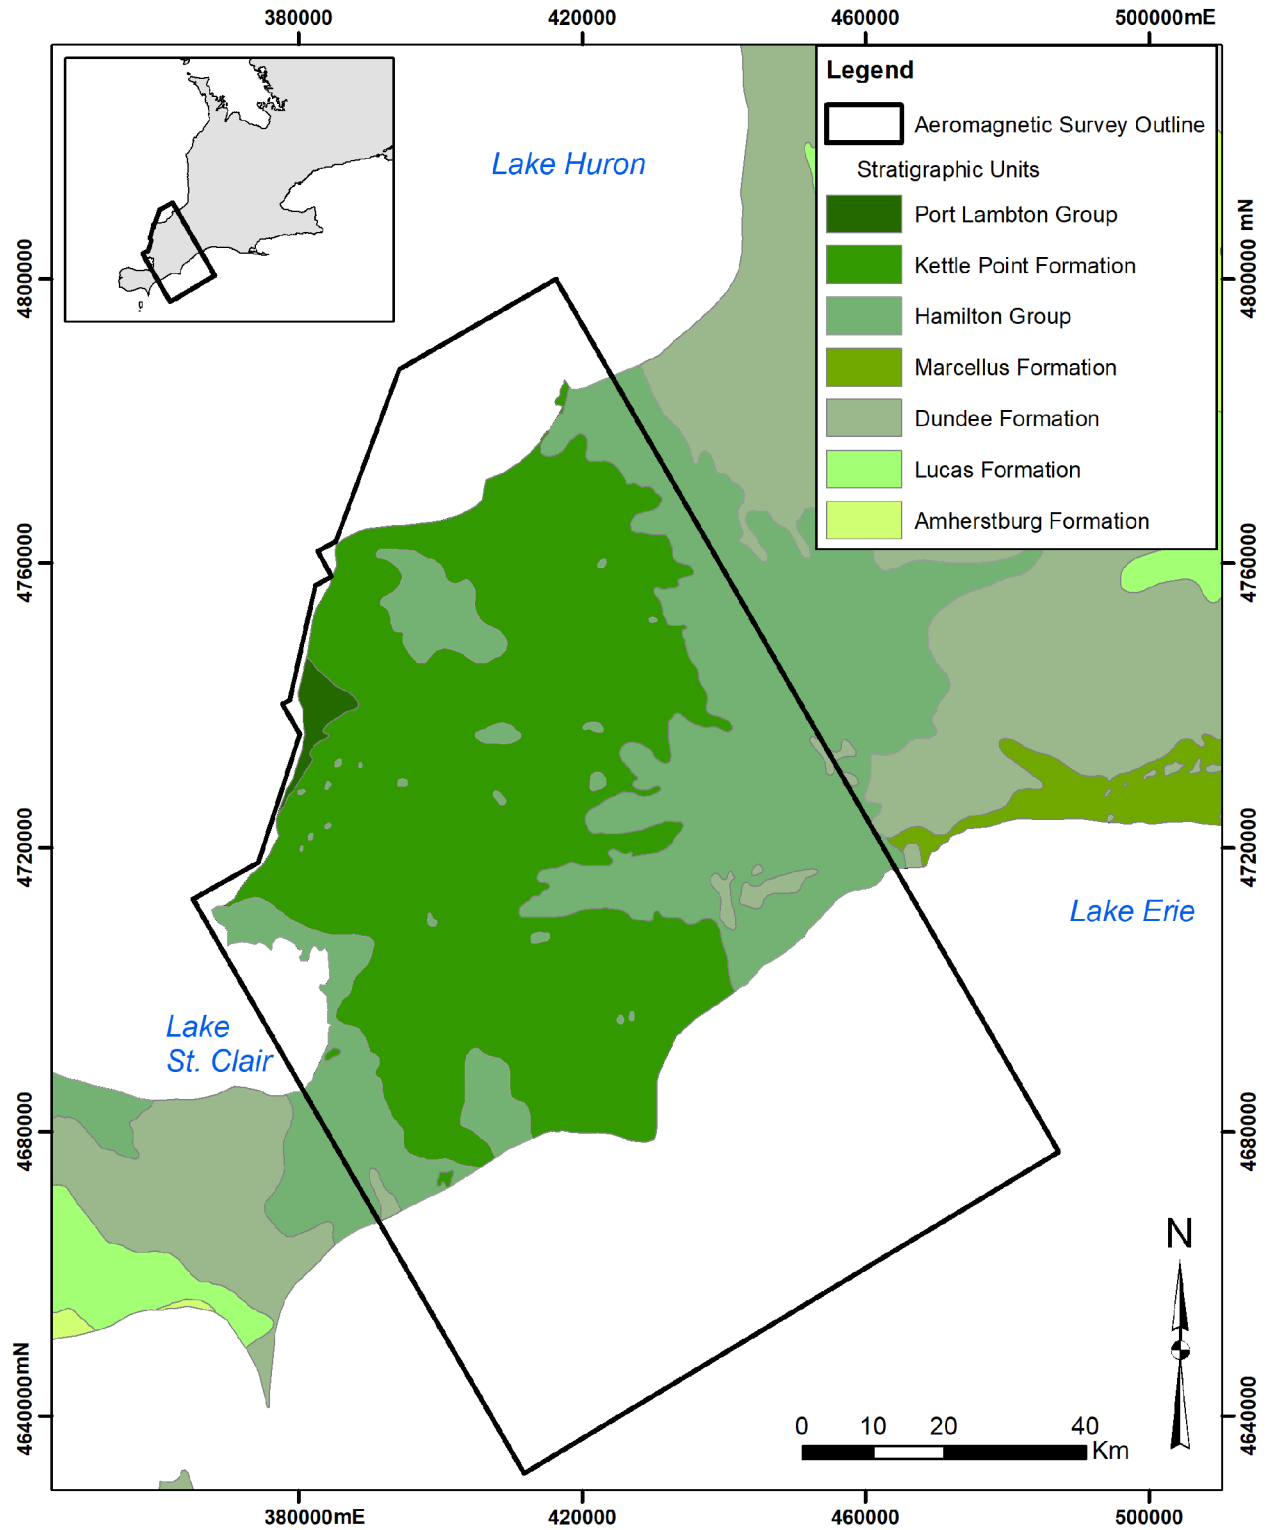 380000
420000
460000
500000mE
Legend
Aeromagnetic Survey Outline
Stratigraphic Units
Port Lambton Group
Kettle Point Formation
Hamilton Group
Marcellus Formation
Dundee Formation
Lucas Formation
Amherstburg Formation
Lake Huron
Lake Erie
Lake
St. Clair
4800000
4760000
4720000
4680000
4640000mN
4800000 mN
4760000
4720000
4680000
4640000
N
0 10 20 40
Km
380000mE
420000
460000
500000